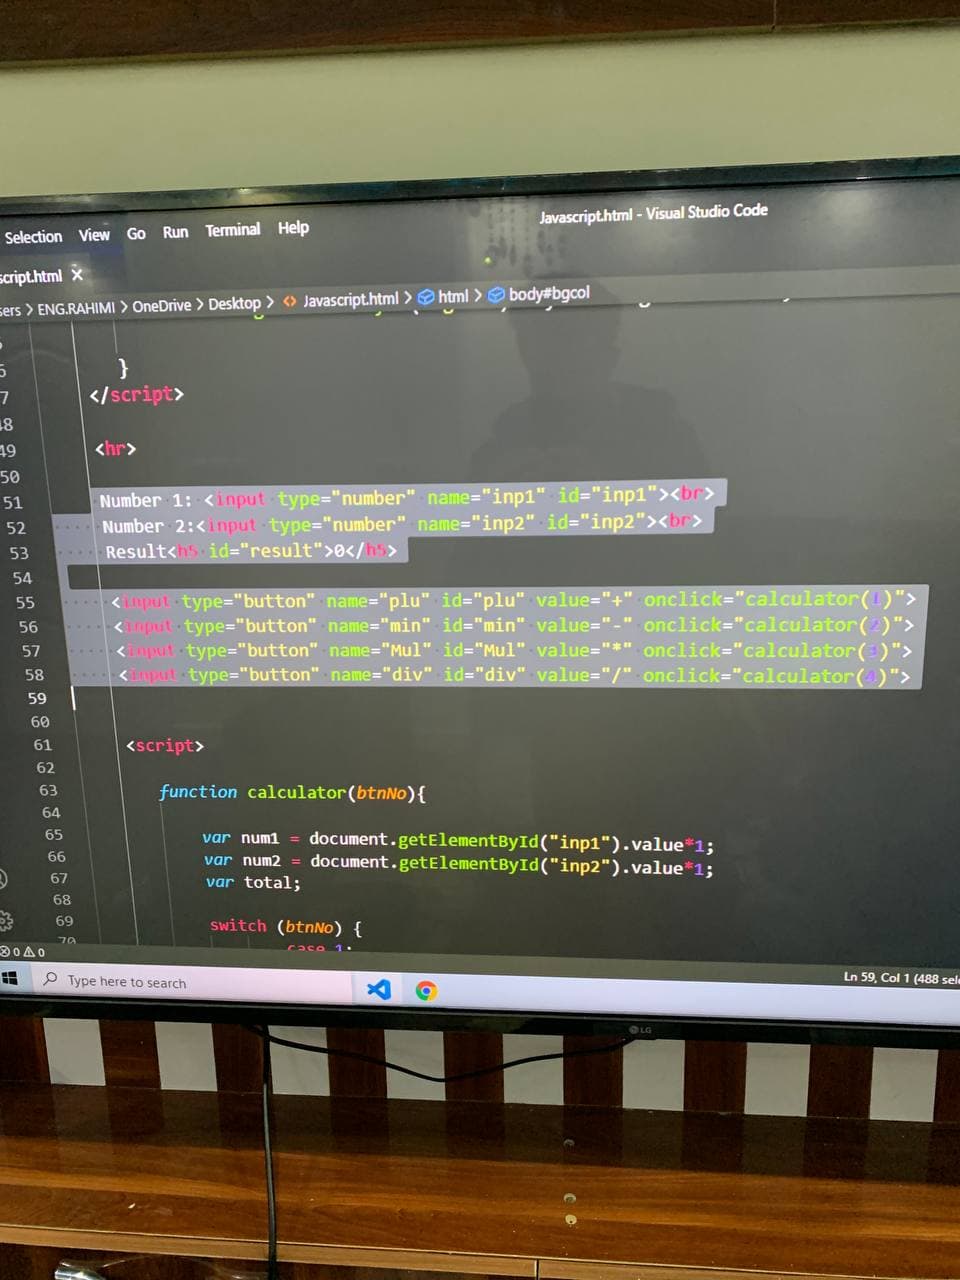 Selection View Go Run Terminal Help
Javascript.html - Visual Studio Code
script.html ×
sers > ENG.RAHIMI > OneDrive > Desktop > <> Javascript.html > html > body#bgcol
}
</script>
48
49 <hr>
50
51 Number 1: <input type="number" name="inp1" id="inp1"><br>
52 Number 2:<input type="number" name="inp2" id="inp2"><br>
53 Result<h5 id="result">0</h5>
54
55 <input type="button" name="plu" id="plu" value="+" onclick="calculator(1)">
56 <input type="button" name="min" id="min" value="-" onclick="calculator(2)">
57 <input type="button" name="Mul" id="Mul" value="*" onclick="calculator(3)">
58 <input type="button" name="div" id="div" value="/" onclick="calculator(4)">
59
60
61 <script>
62
63 function calculator(btnNo){
64
65 var num1 = document.getElementById("inp1").value*1;
66 var num2 = document.getElementById("inp2").value*1;
67 var total;
68
69 switch (btnNo) {
70 case 1:
0 0
Ln 59, Col 1 (488 sele
Type here to search
LG